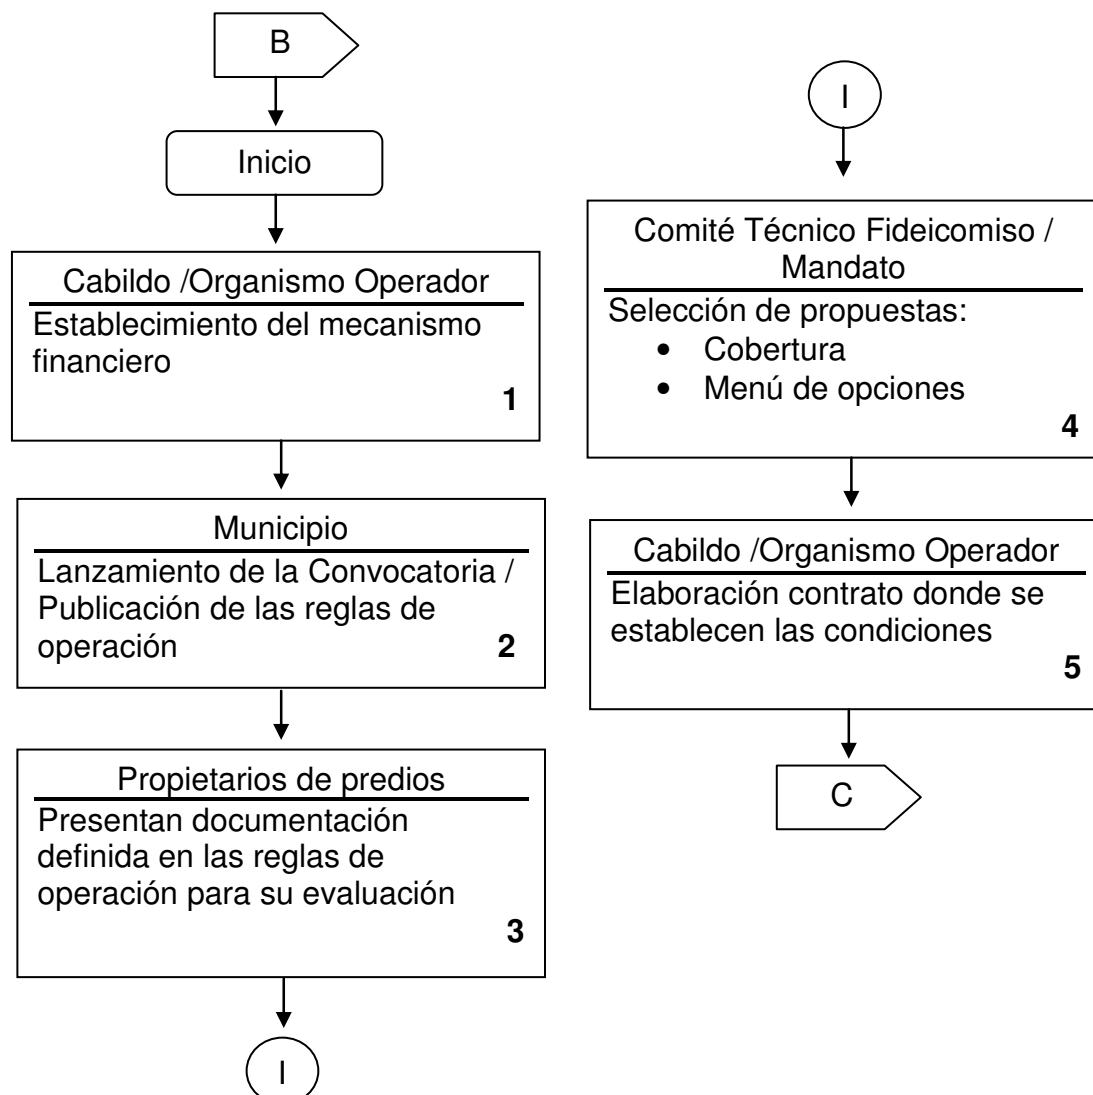 B
Inicio
Cabildo /Organismo Operador
Establecimiento del mecanismo
financiero
1
Municipio
Lanzamiento de la Convocatoria /
Publicación de las reglas de
operación 2
Propietarios de predios
Presentan documentación
definida en las reglas de
operación para su evaluación
3
I
I
Comité Técnico Fideicomiso /
Mandato
Selección de propuestas:
• Cobertura
• Menú de opciones
4
Cabildo /Organismo Operador
Elaboración contrato donde se
establecen las condiciones
5
C